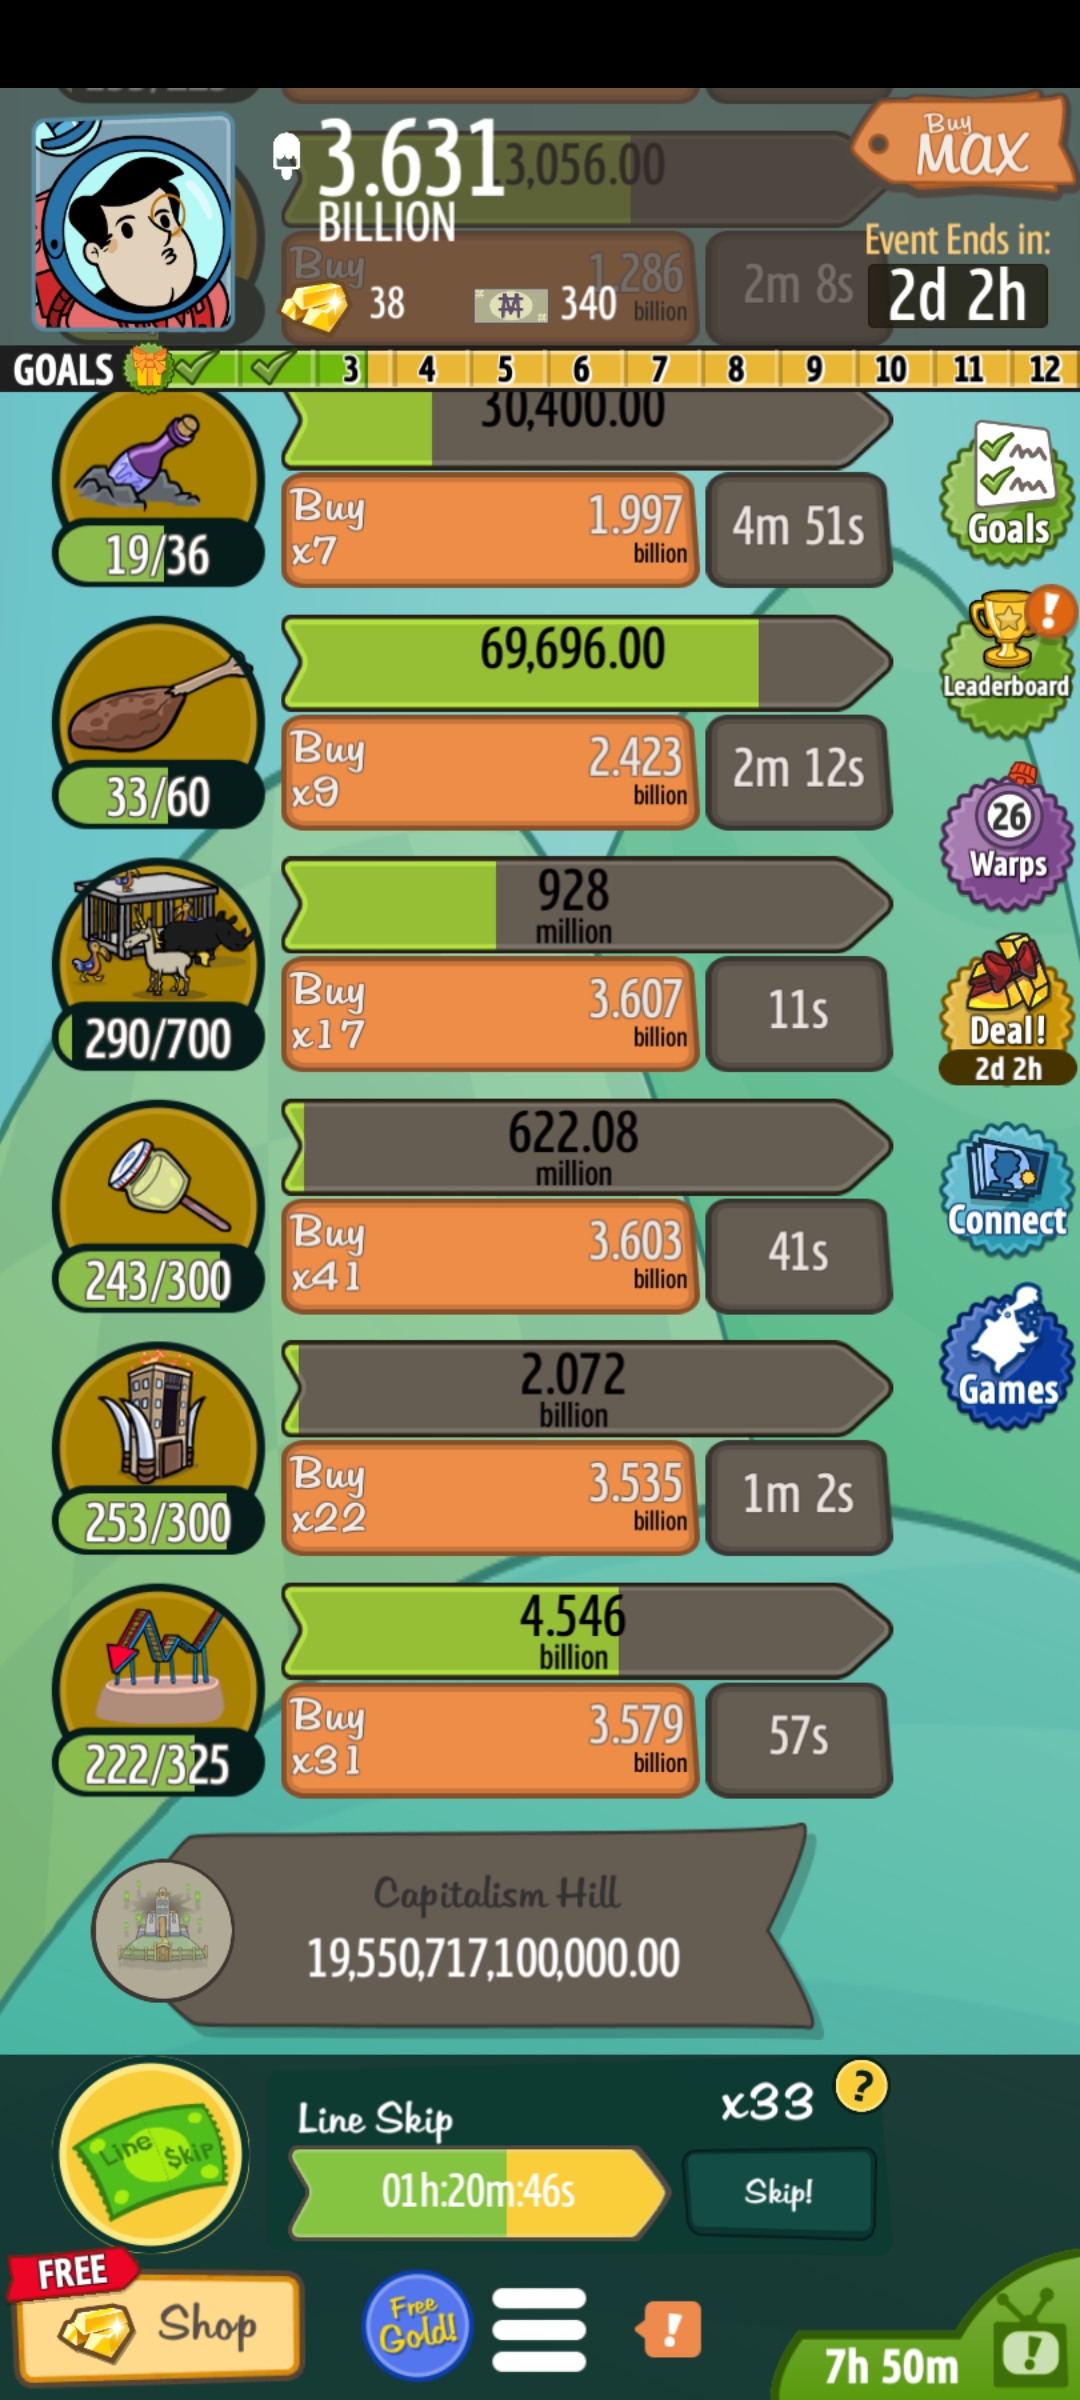 3.631
BILLION
3,056.00
Buy
MAX
Event Ends in:
2d 2h
Buy
1.286
billion
2m 8s
38
340
GOALS
3
4
5
6
7
8
9
10
11
12
30,400.00
Buy
x7
1.997
billion
4m 51s
19/36
Goals
69,696.00
Buy
x9
2.423
billion
2m 12s
33/60
Leaderboard
928
million
Buy
x17
3.607
billion
11s
290/700
26
Warps
Deal!
2d 2h
622.08
million
Buy
x41
3.603
billion
41s
243/300
Connect
2.072
billion
Buy
x22
3.535
billion
1m 2s
253/300
Games
4.546
billion
Buy
x31
3.579
billion
57s
222/325
Capitalism Hill
19,550,717,100,000.00
Line $kip
Line Skip
x33
?
01h:20m:46s
Skip!
FREE
Shop
Free
Gold!
!
7h 50m
!